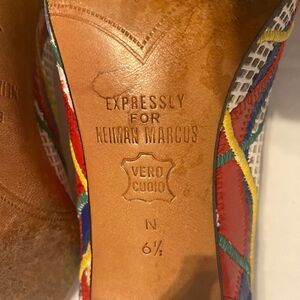 EXPRESSLY
FOR
NEIMAN MARCUS
VERO
CUOIO
N
6½